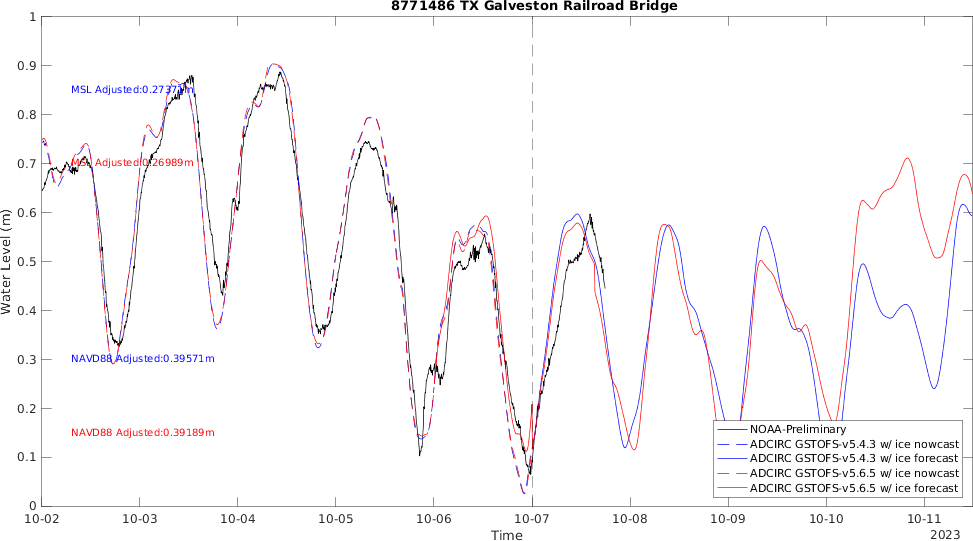 8771486 TX Galveston Railroad Bridge
1
0.9
0.8
0.7
0.6
0.5
0.4
0.3
0.2
0.1
0
Water Level (m)
MSL Adjusted:0.27371m
MSL Adjusted:0.26989m
NAVD88 Adjusted:0.39571m
NAVD88 Adjusted:0.39189m
NOAA-Preliminary
ADCIRC GSTOFS-v5.4.3 w/ ice nowcast
ADCIRC GSTOFS-v5.4.3 w/ ice forecast
ADCIRC GSTOFS-v5.6.5 w/ ice nowcast
ADCIRC GSTOFS-v5.6.5 w/ ice forecast
10-02 10-03 10-04 10-05 10-06 10-07 10-08 10-09 10-10 10-11
Time
2023